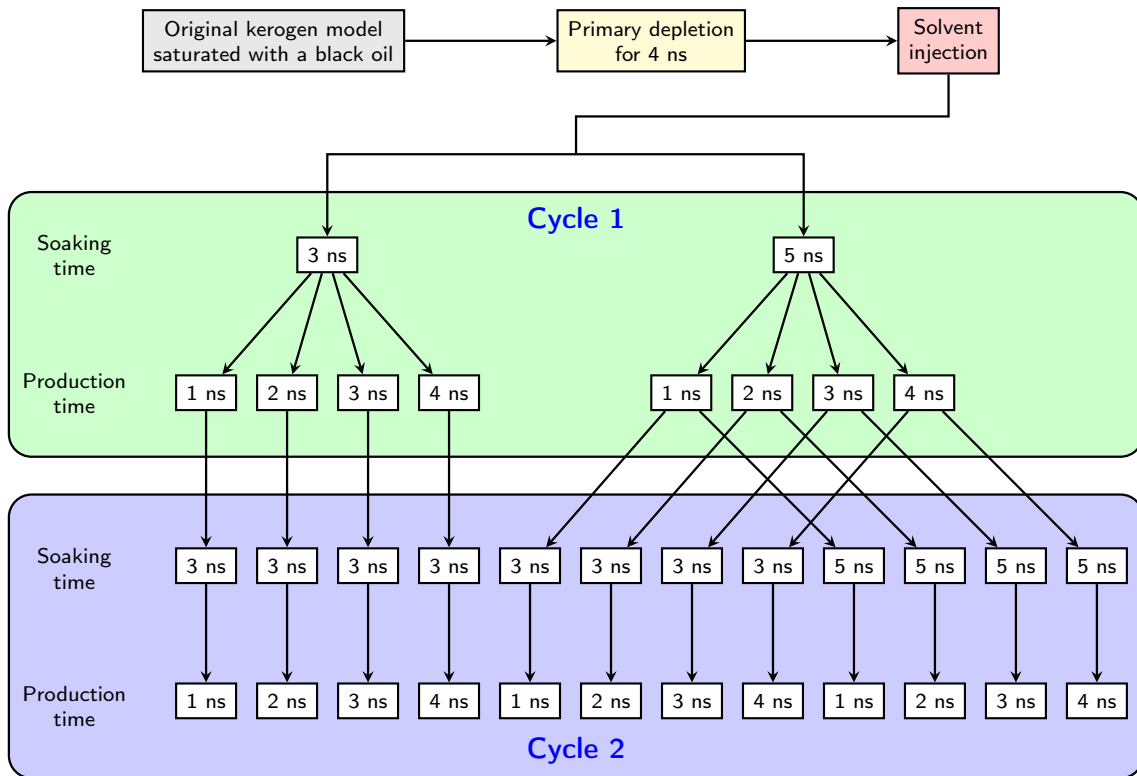 Original kerogen model
saturated with a black oil
Primary depletion
for 4 ns
Solvent
injection
Cycle 1
Soaking
time
3 ns
5 ns
Production
time
1 ns
2 ns
3 ns
4 ns
1 ns
2 ns
3 ns
4 ns
Soaking
time
3 ns
3 ns
3 ns
3 ns
3 ns
3 ns
3 ns
3 ns
5 ns
5 ns
5 ns
5 ns
Production
time
1 ns
2 ns
3 ns
4 ns
1 ns
2 ns
3 ns
4 ns
1 ns
2 ns
3 ns
4 ns
Cycle 2